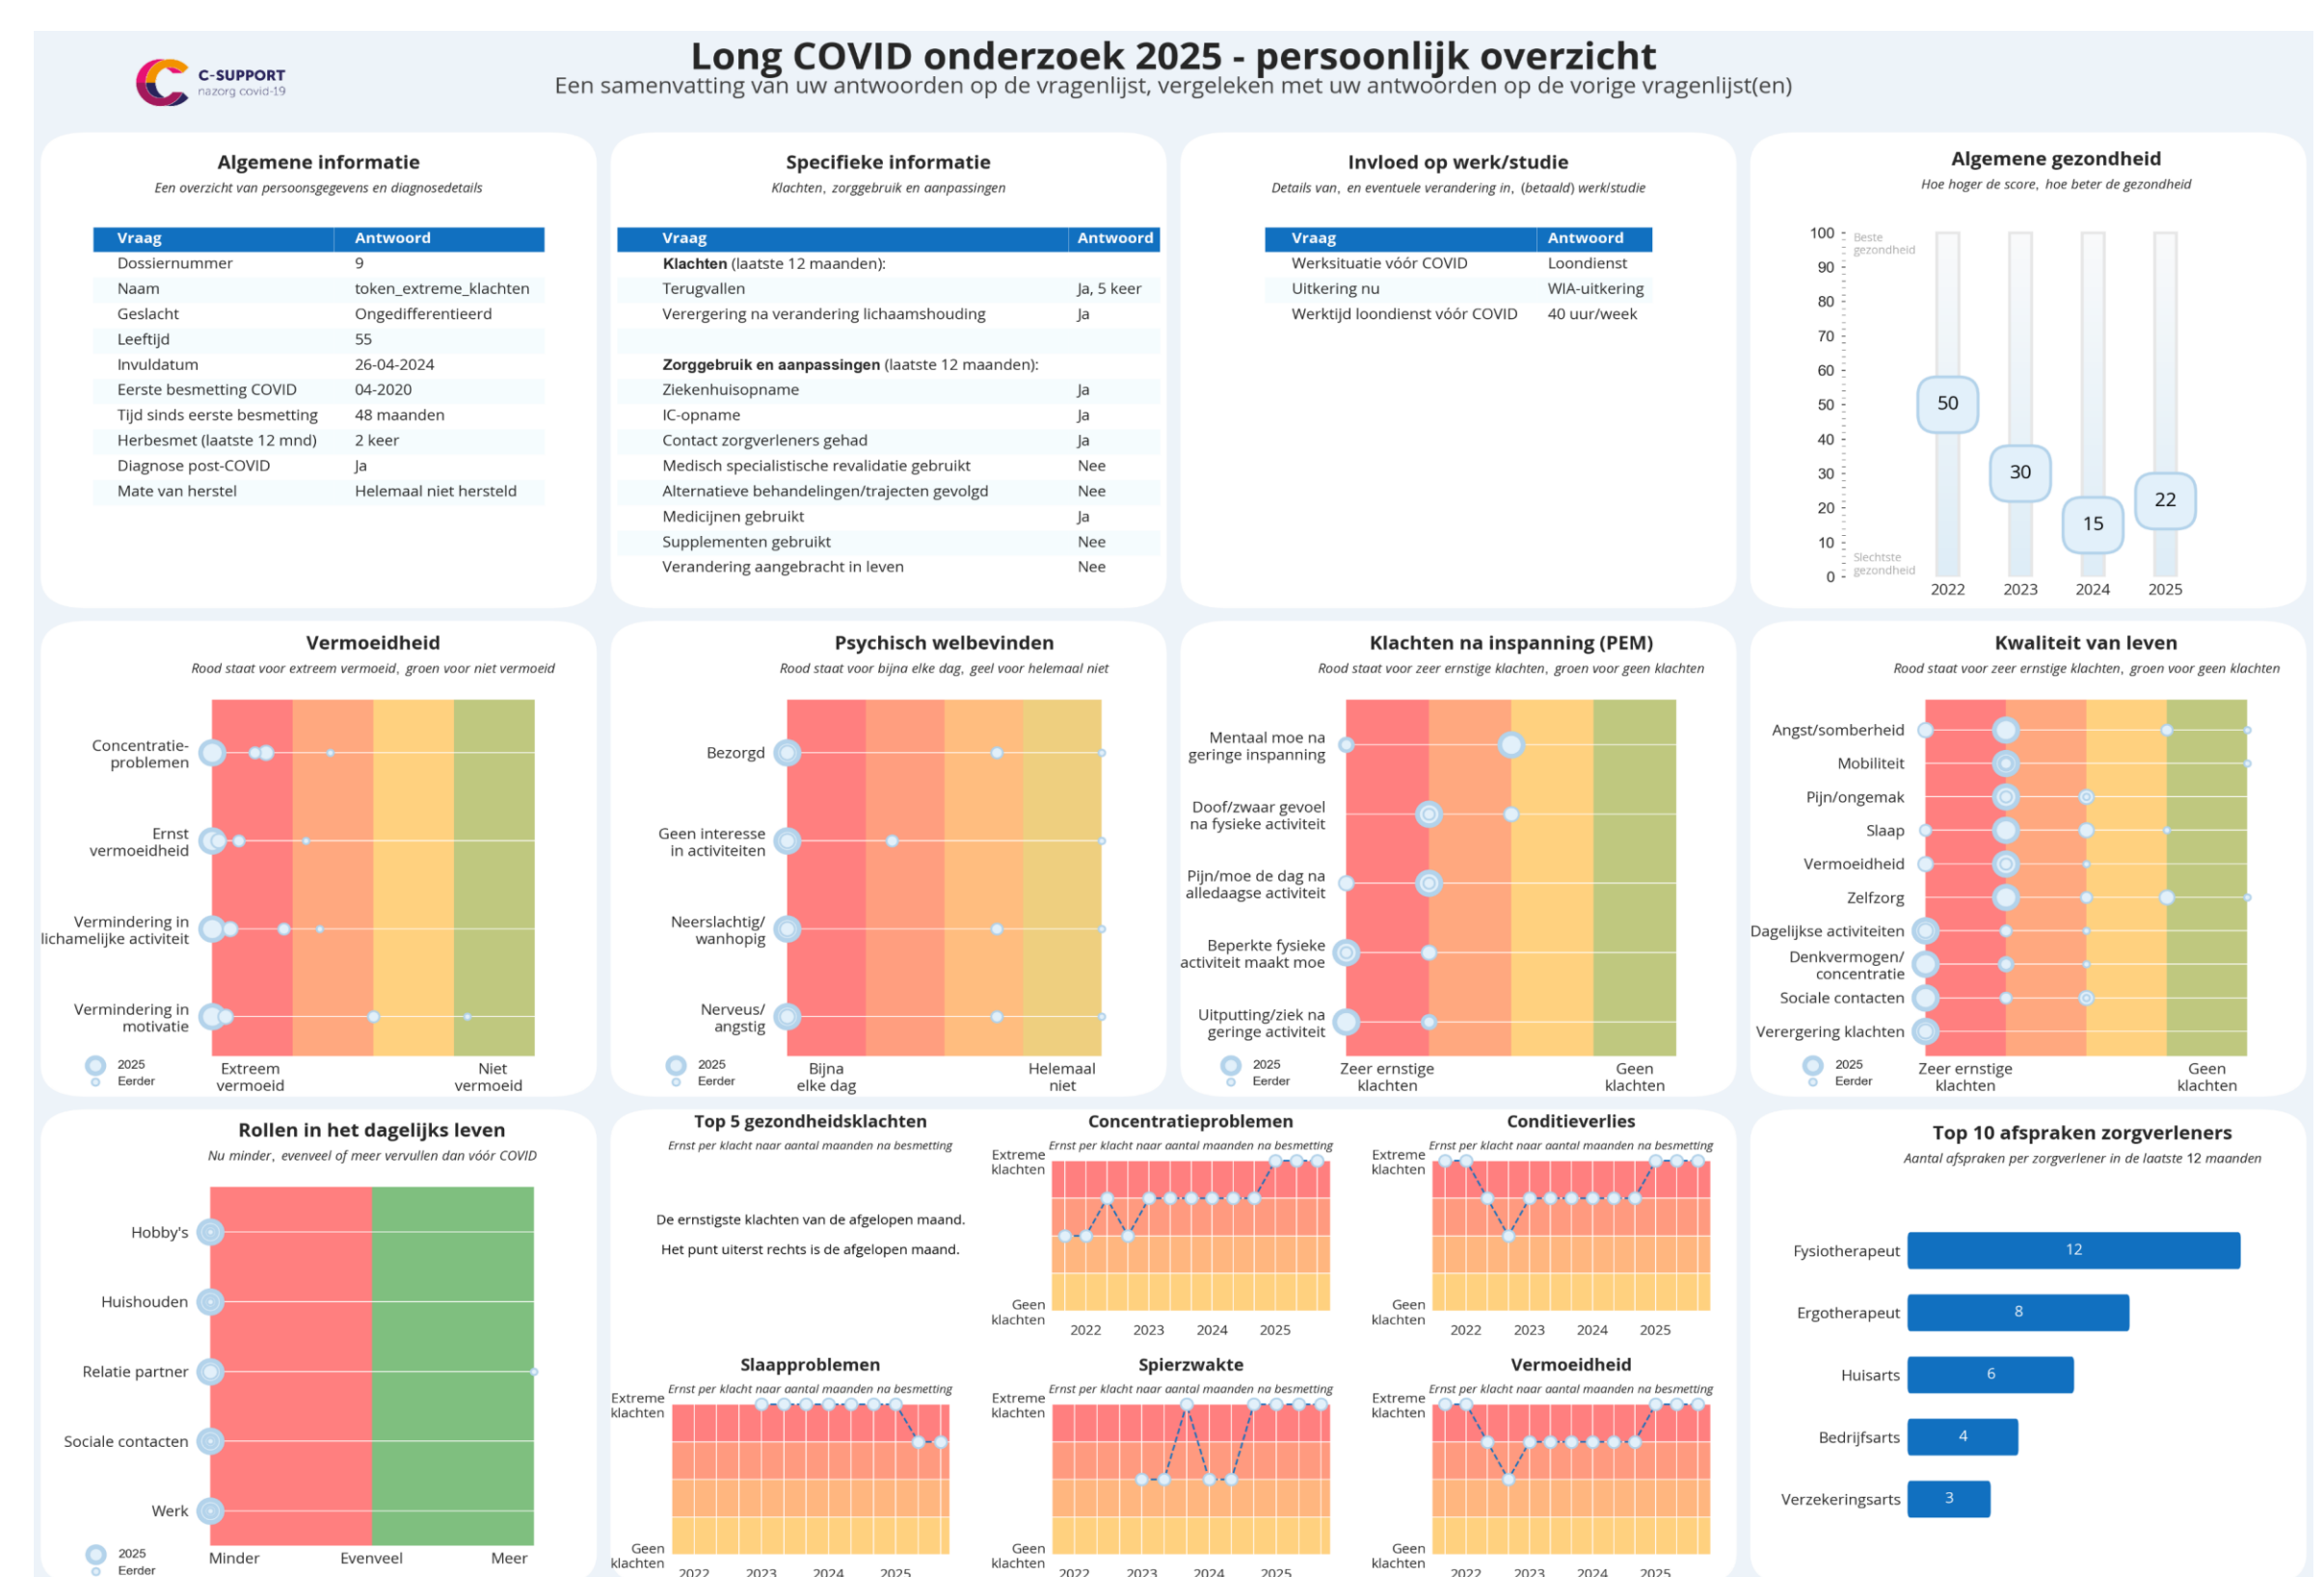 Long COVID onderzoek 2025 - persoonlijk overzicht
Een samenvatting van uw antwoorden op de vragenlijst, vergeleken met uw antwoorden op de vorige vragenlijst(en)
C-SUPPORT
nazorg covid-19
Algemene informatie
Een overzicht van persoonsgegevens en diagnosedetails
Vraag Antwoord
Dossiernummer 9
Naam token_extreme_klachten
Geslacht Ongedifferentieerd
Leeftijd 55
Invuldatum 26-04-2024
Eerste besmetting COVID 04-2020
Tijd sinds eerste besmetting 48 maanden
Herbesmet (laatste 12 mnd) 2 keer
Diagnose post-COVID Ja
Mate van herstel Helemaal niet hersteld
Specifieke informatie
Klachten, zorggebruik en aanpassingen
Vraag Antwoord
Klachten (laatste 12 maanden):
Terugvallen Ja, 5 keer
Verergering na verandering lichaamshouding Ja
Zorggebruik en aanpassingen (laatste 12 maanden):
Ziekenhuisopname Ja
IC-opname Ja
Contact zorgverleners gehad Ja
Medisch specialistische revalidatie gebruikt Nee
Alternatieve behandelingen/trajecten gevolgd Nee
Medicijnen gebruikt Ja
Supplementen gebruikt Nee
Verandering aangebracht in leven Nee
Invloed op werk/studie
Details van, en eventuele verandering in, (betaald) werk/studie
Vraag Antwoord
Werksituatie vóór COVID Loondienst
Uitkering nu WIA-uitkering
Werktijd loondienst vóór COVID 40 uur/week
Algemene gezondheid
Hoe hoger de score, hoe beter de gezondheid
100
90
80
70
60
50
40
30
20
10
0
Beste
gezondheid
Slechtste
gezondheid
50
30
15
22
2022 2023 2024 2025
Vermoeidheid
Rood staat voor extreem vermoeid, groen voor niet vermoeid
Concentratie-
problemen
Ernst
vermoeidheid
Vermindering in
lichamelijke activiteit
Vermindering in
motivatie
2025
Eerder
Extreem
vermoeid
Niet
vermoeid
Psychisch welbevinden
Rood staat voor bijna elke dag, geel voor helemaal niet
Bezorgd
Geen interesse
in activiteiten
Neerslachtig/
wanhopig
Nerveus/
angstig
2025
Eerder
Bijna
elke dag
Helemaal
niet
Klachten na inspanning (PEM)
Rood staat voor zeer ernstige klachten, groen voor geen klachten
Mentaal moe na
geringe inspanning
Doof/zwaar gevoel
na fysieke activiteit
Pijn/moe de dag na
alledaagse activiteit
Beperkte fysieke
activiteit maakt moe
Uitputting/ziek na
geringe activiteit
2025
Eerder
Zeer ernstige
klachten
Geen
klachten
Kwaliteit van leven
Rood staat voor zeer ernstige klachten, groen voor geen klachten
Angst/somberheid
Mobiliteit
Pijn/ongemak
Slaap
Vermoeidheid
Zelfzorg
Dagelijkse activiteiten
Denkvermogen/
concentratie
Sociale contacten
Verergering klachten
2025
Eerder
Zeer ernstige
klachten
Geen
klachten
Rollen in het dagelijks leven
Nu minder, evenveel of meer vervullen dan vóór COVID
Hobby's
Huishouden
Relatie partner
Sociale contacten
Werk
2025
Eerder
Minder Evenveel Meer
Top 5 gezondheidsklachten
Ernst per klacht naar aantal maanden na besmetting
De ernstigste klachten van de afgelopen maand.
Het punt uiterst rechts is de afgelopen maand.
Concentratieproblemen
Ernst per klacht naar aantal maanden na besmetting
Extreme
klachten
Geen
klachten
2022 2023 2024 2025
Conditieverlies
Ernst per klacht naar aantal maanden na besmetting
Extreme
klachten
Geen
klachten
2022 2023 2024 2025
Slaapproblemen
Ernst per klacht naar aantal maanden na besmetting
Extreme
klachten
Geen
klachten
2022 2023 2024 2025
Spierzwakte
Ernst per klacht naar aantal maanden na besmetting
Extreme
klachten
Geen
klachten
2022 2023 2024 2025
Vermoeidheid
Ernst per klacht naar aantal maanden na besmetting
Extreme
klachten
Geen
klachten
2022 2023 2024 2025
Top 10 afspraken zorgverleners
Aantal afspraken per zorgverlener in de laatste 12 maanden
Fysiotherapeut 12
Ergotherapeut 8
Huisarts 6
Bedrijfsarts 4
Verzekeringsarts 3